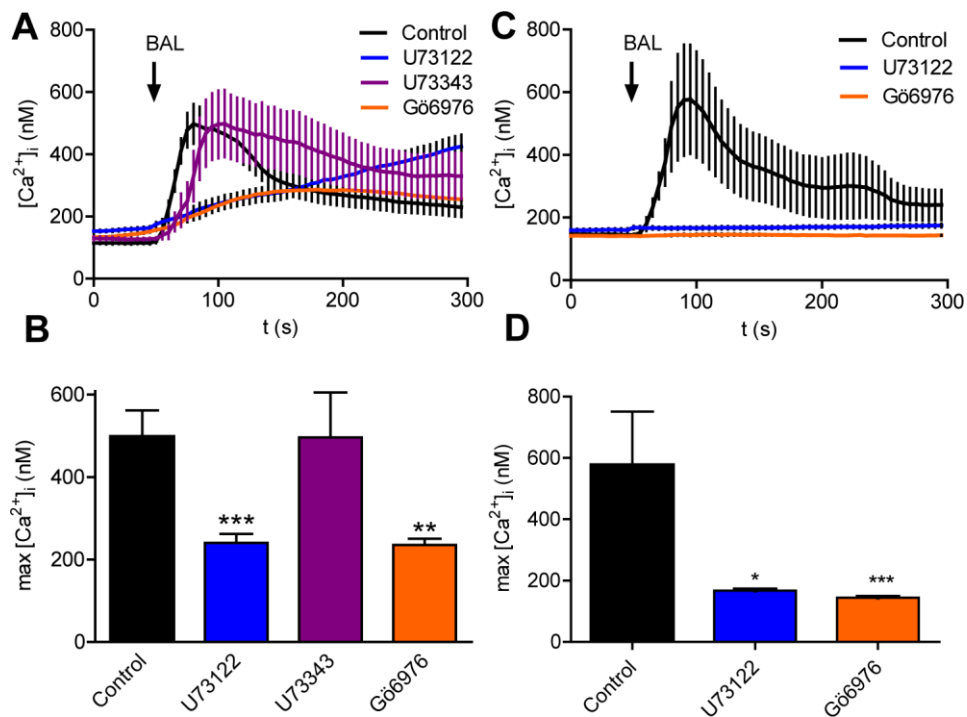 A
800
600
400
200
0
[Ca²⁺]ᵢ (nM)
BAL
Control
U73122
U73343
Gö6976
0
100
200
300
t (s)
C
800
600
400
200
0
[Ca²⁺]ᵢ (nM)
BAL
Control
U73122
Gö6976
0
100
200
300
t (s)
B
600
400
200
0
max [Ca²⁺]ᵢ (nM)
***
**
Control
U73122
U73343
Gö6976
D
800
600
400
200
0
max [Ca²⁺]ᵢ (nM)
*
***
Control
U73122
Gö6976